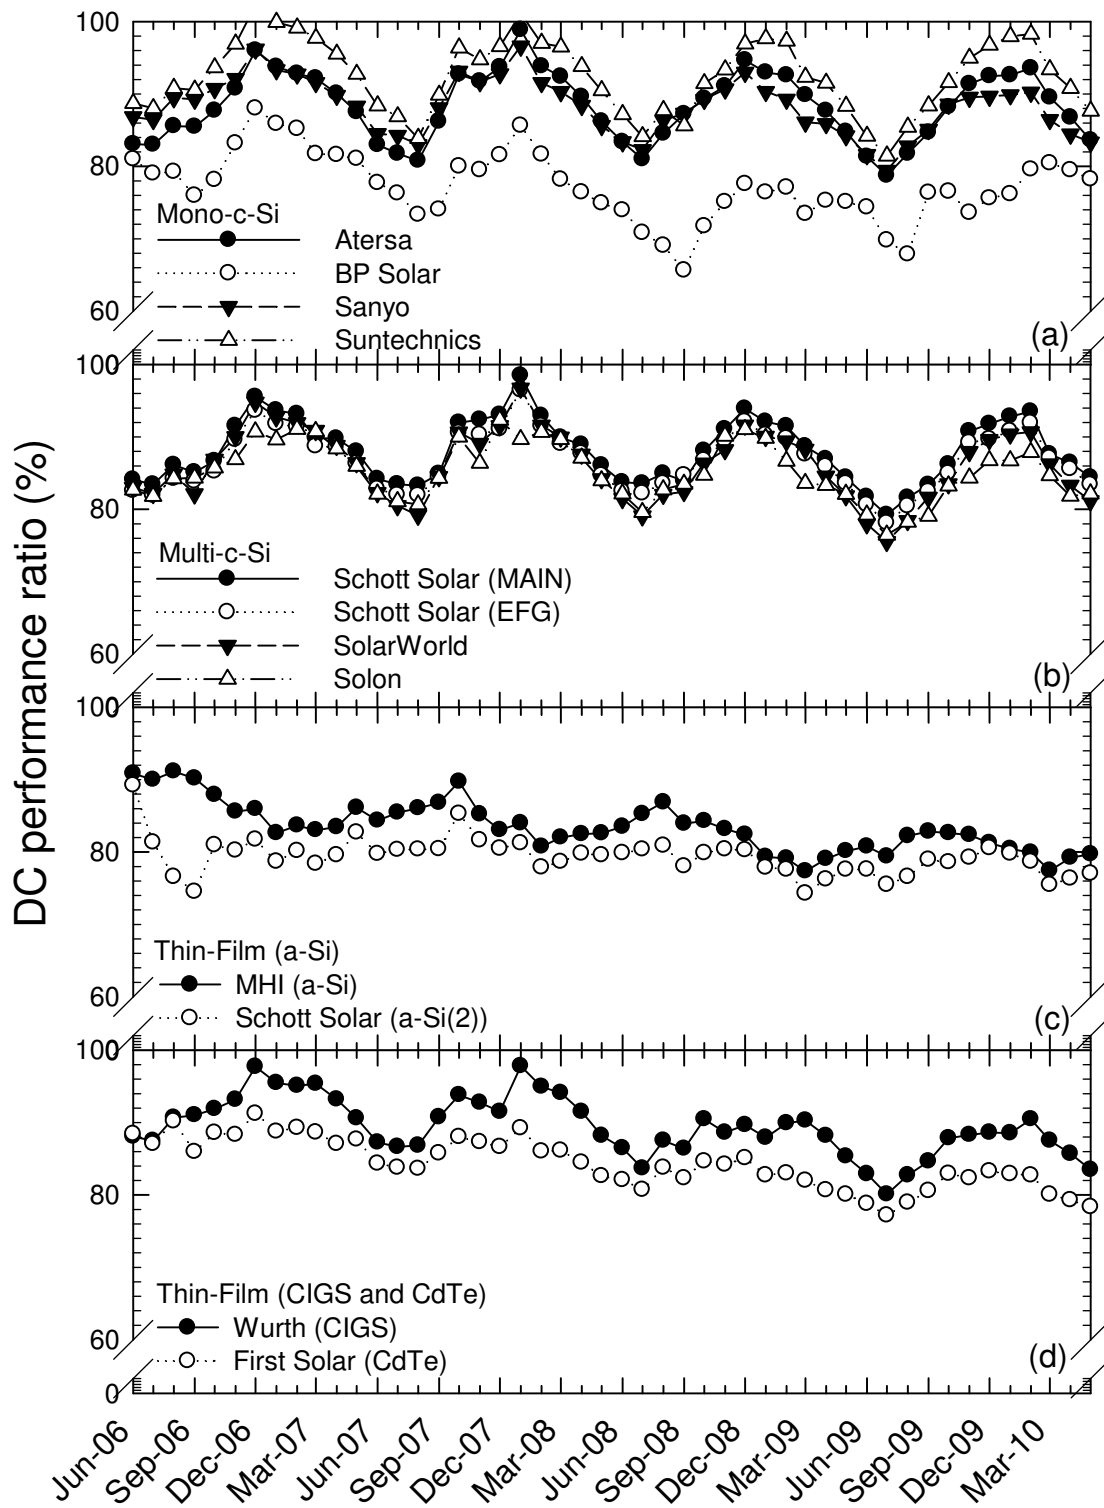 100
80
60
Mono-c-Si
Atersa
BP Solar
Sanyo
Suntechnics
(a)
0
100
80
60
Multi-c-Si
Schott Solar (MAIN)
Schott Solar (EFG)
SolarWorld
Solon
(b)
0
100
80
60
Thin-Film (a-Si)
MHI (a-Si)
Schott Solar (a-Si(2))
(c)
0
100
80
60
Thin-Film (CIGS and CdTe)
Wurth (CIGS)
First Solar (CdTe)
(d)
0
DC performance ratio (%)
Jun-06
Sep-06
Dec-06
Mar-07
Jun-07
Sep-07
Dec-07
Mar-08
Jun-08
Sep-08
Dec-08
Mar-09
Jun-09
Sep-09
Dec-09
Mar-10